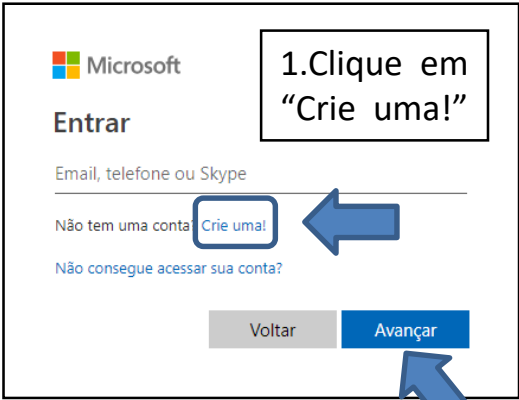 Microsoft
1.Clique em
“Crie uma!”
Entrar
Email, telefone ou Skype
Não tem uma conta? Crie uma!
Não consegue acessar sua conta?
Voltar
Avançar